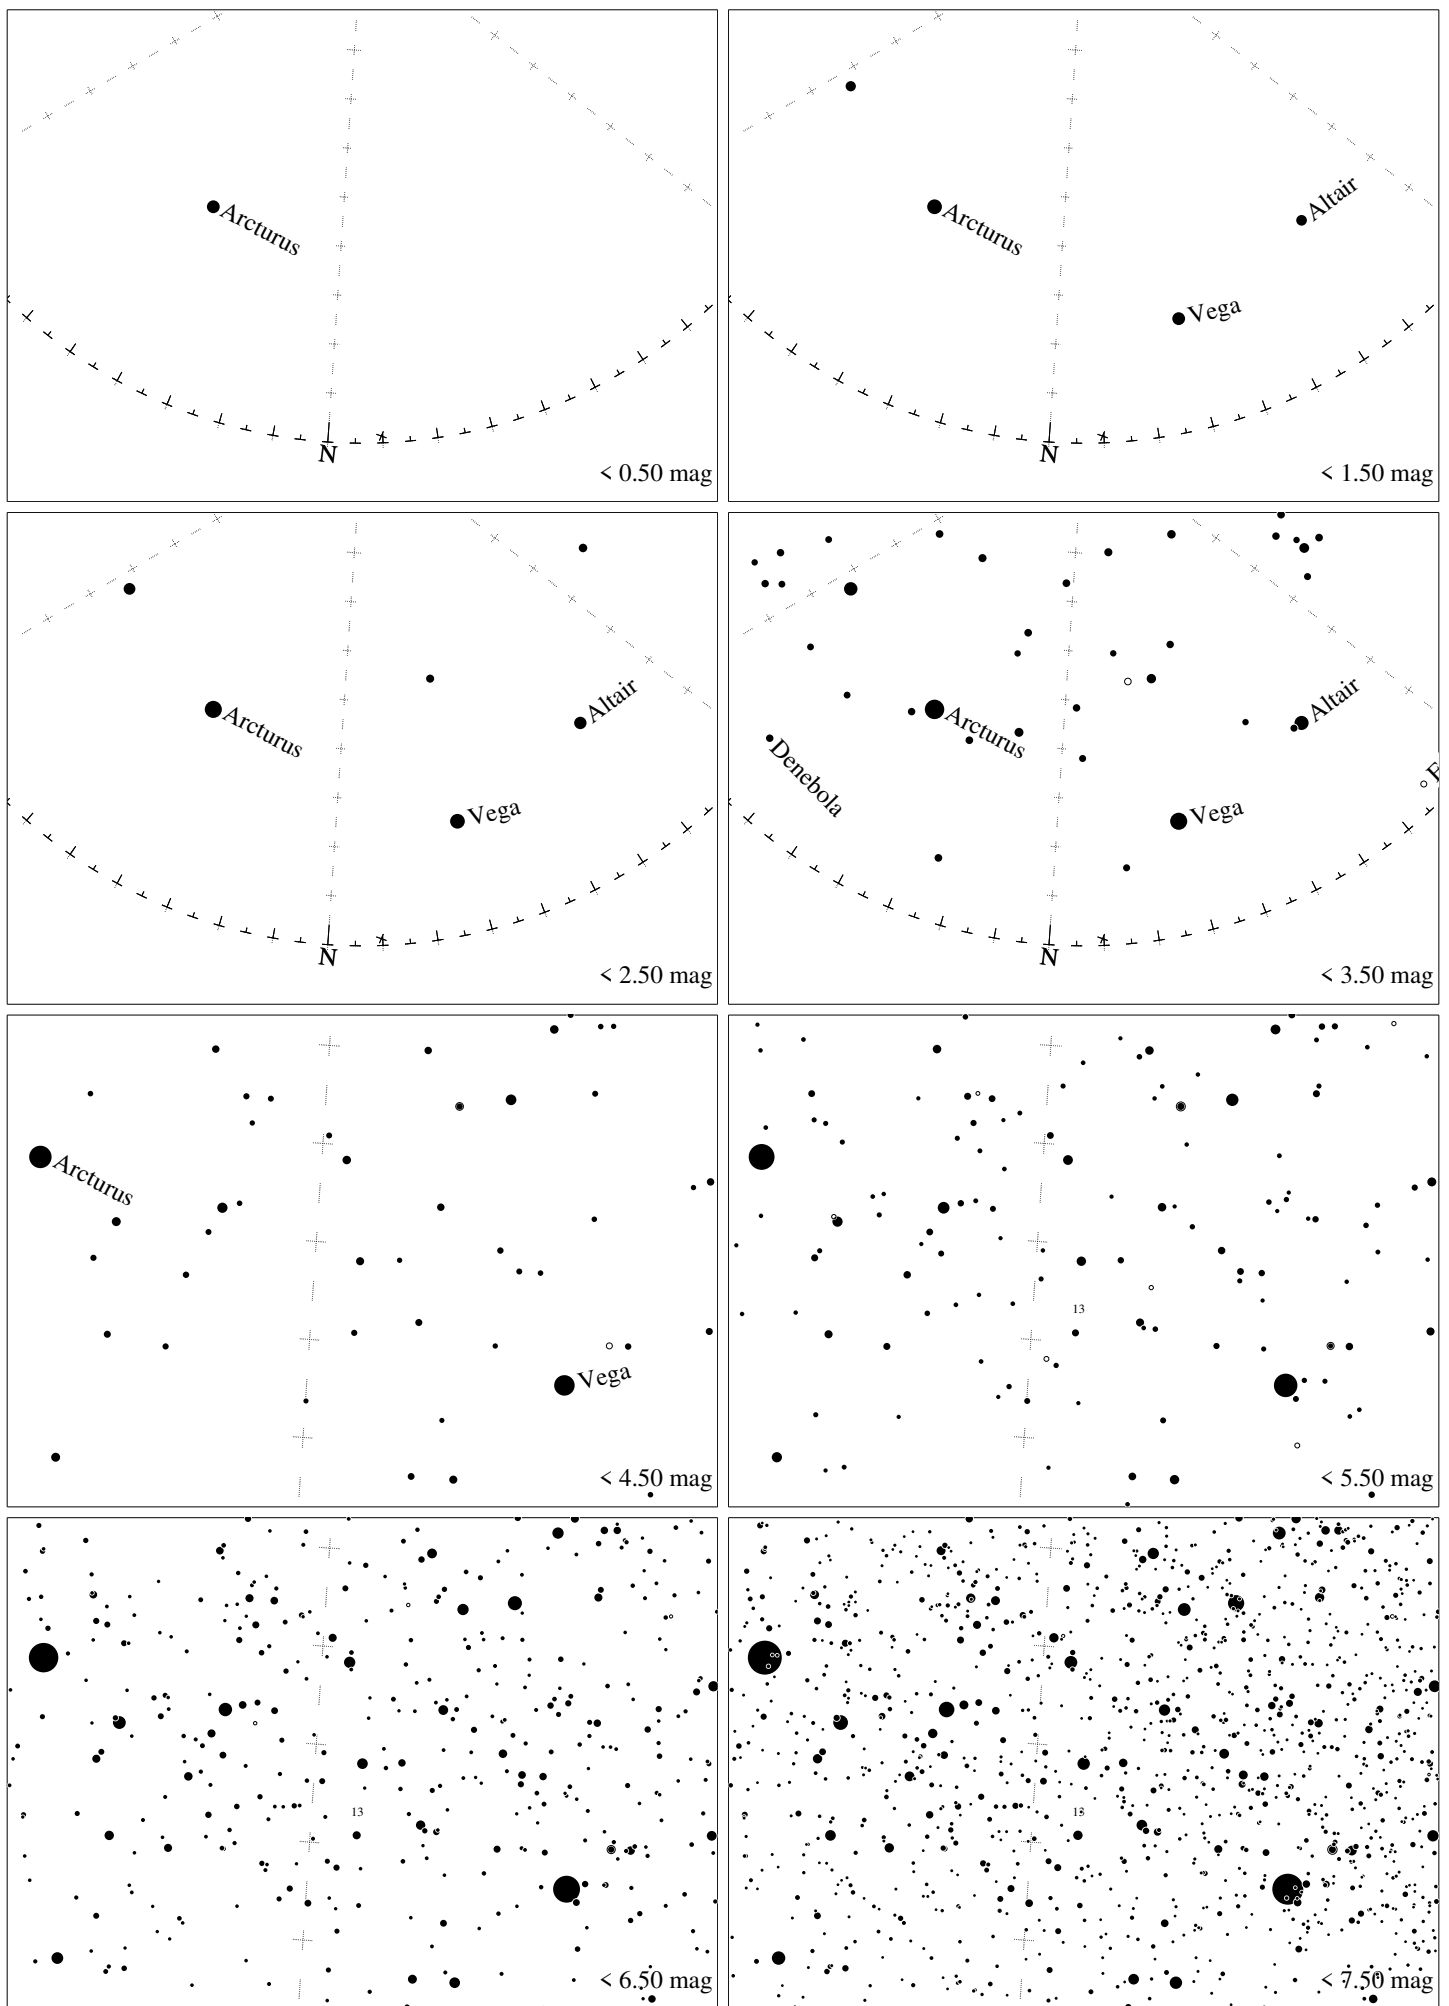 Arcturus
N
< 0.50 mag
Arcturus
Altair
Vega
N
< 1.50 mag
Arcturus
Altair
Vega
N
< 2.50 mag
Arcturus
Altair
Denebola
F
Vega
N
< 3.50 mag
Arcturus
Vega
< 4.50 mag
13
< 5.50 mag
13
< 6.50 mag
13
< 7.50 mag